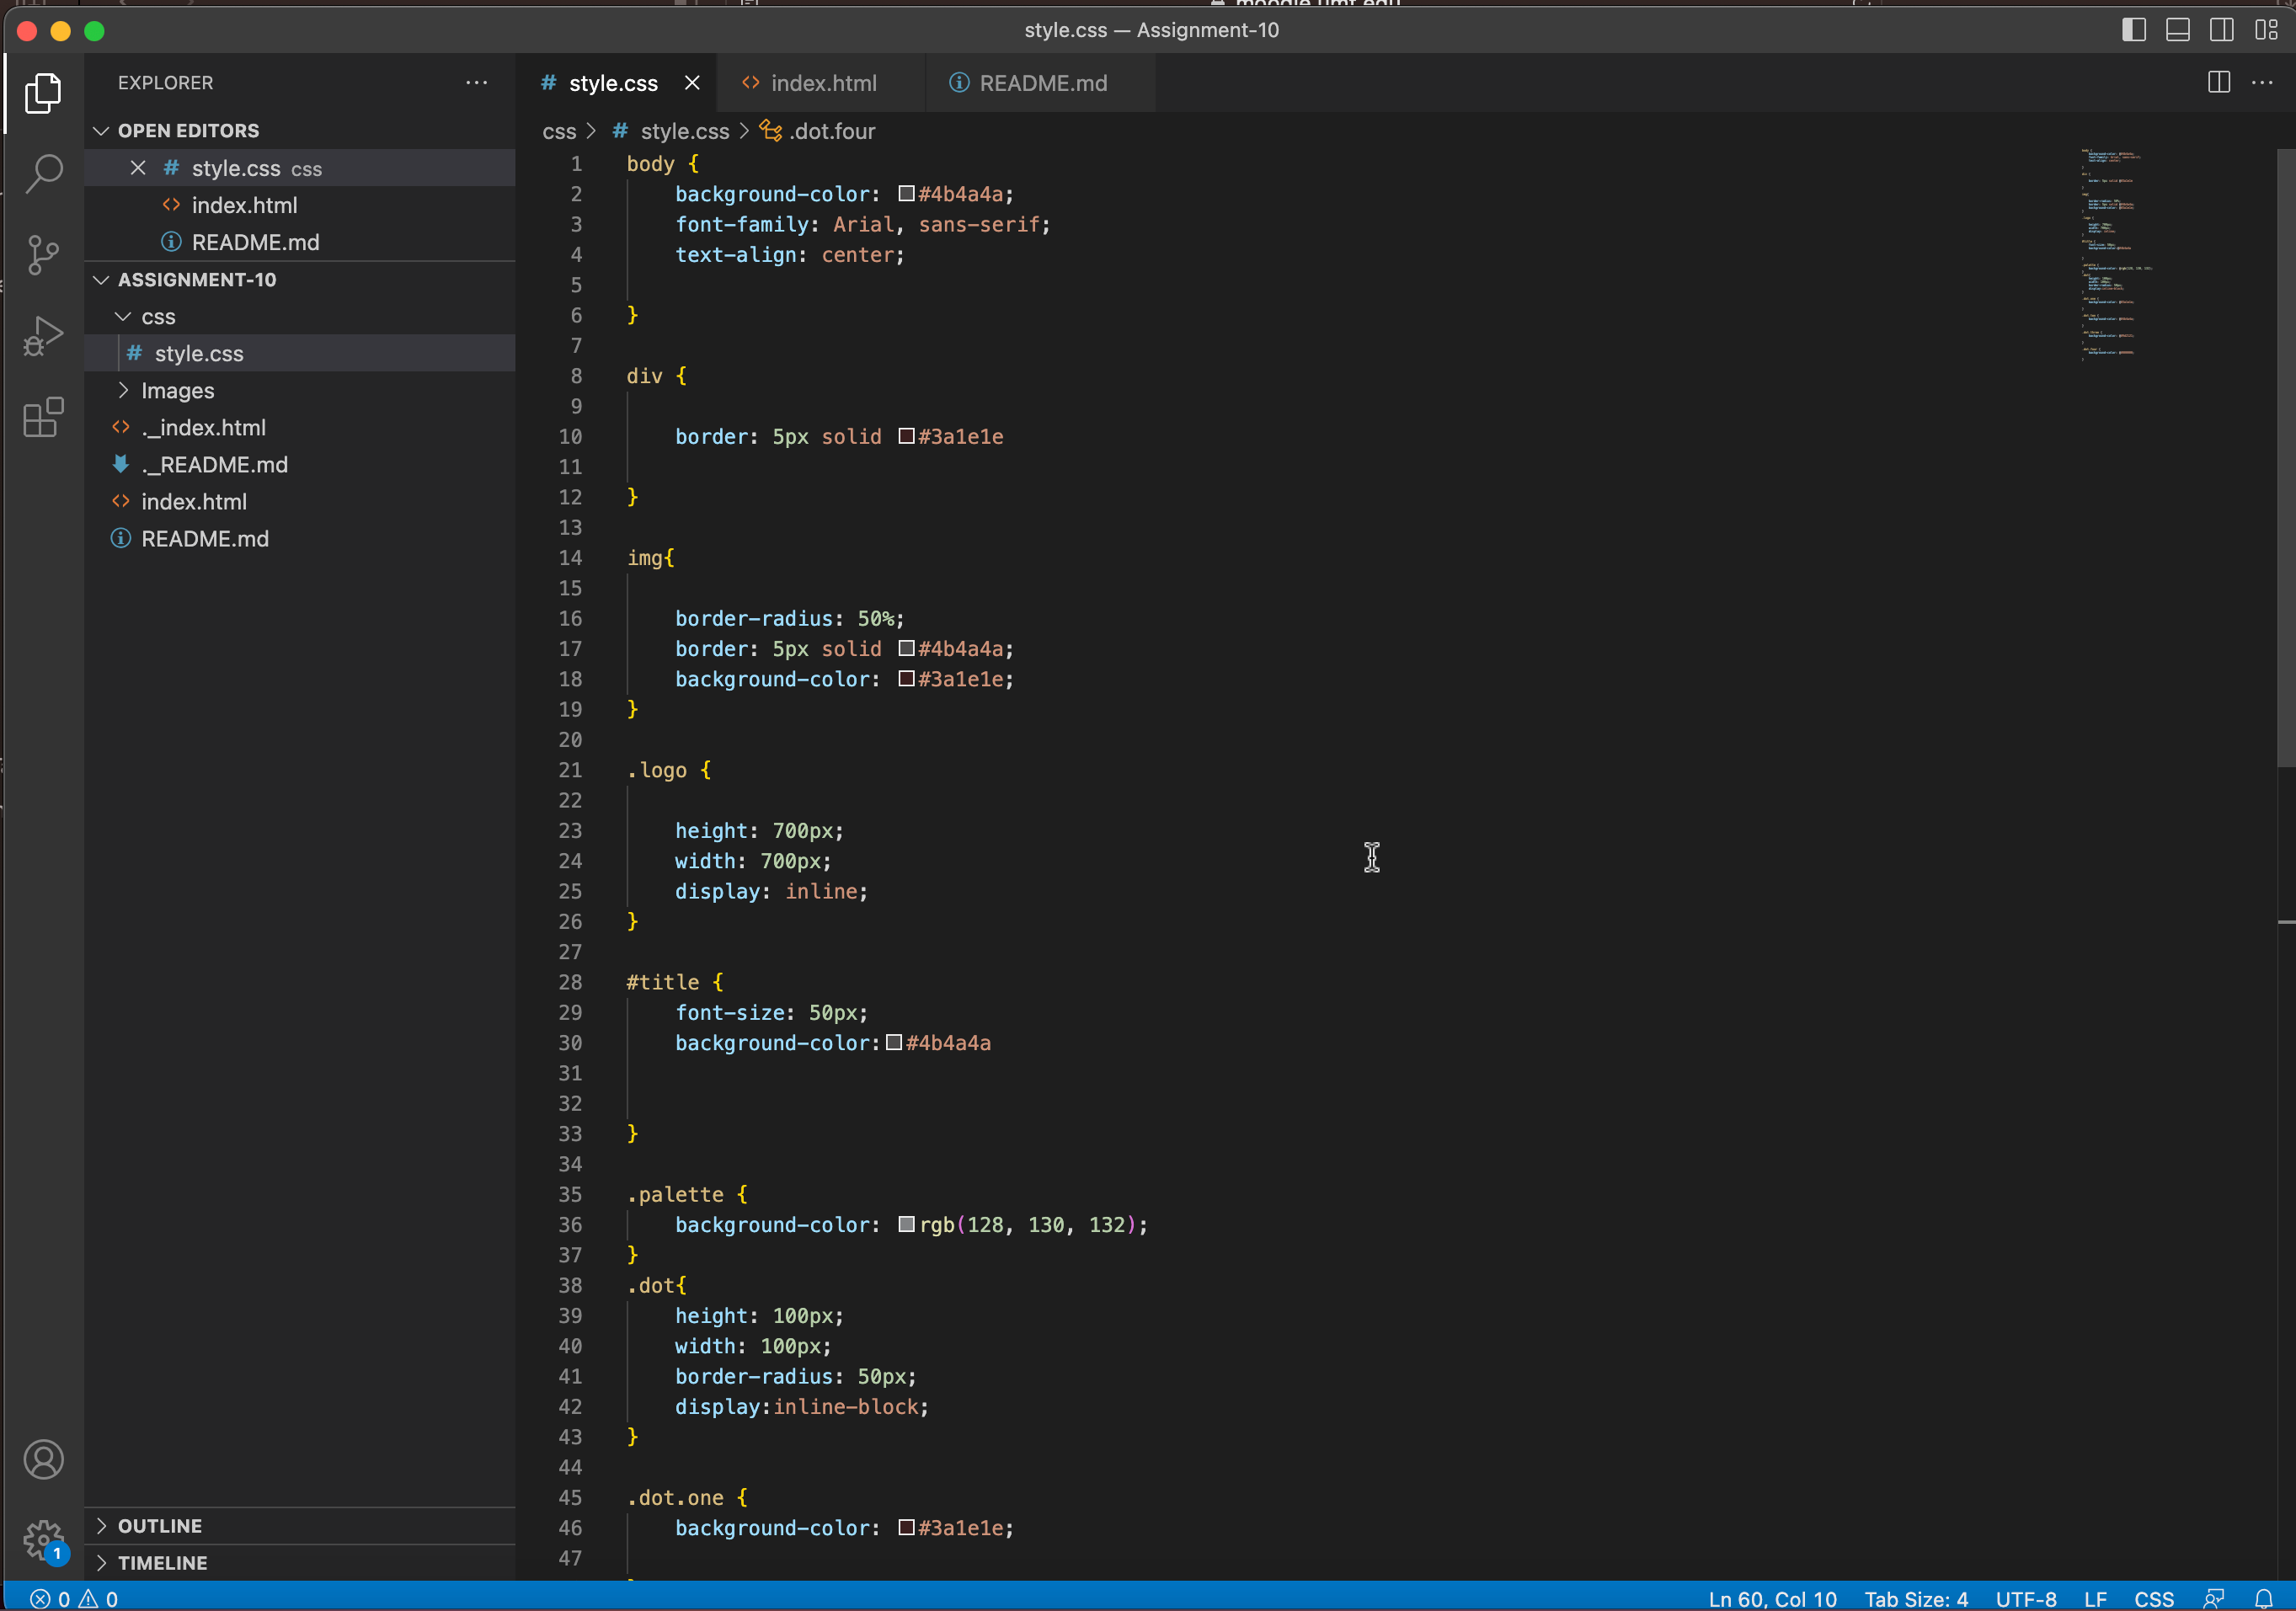 style.css — Assignment-10
EXPLORER
OPEN EDITORS
# style.css css
<> index.html
README.md
ASSIGNMENT-10
css
# style.css
Images
<> ._index.html
._README.md
<> index.html
README.md
OUTLINE
TIMELINE
# style.css
<> index.html
README.md
css > # style.css > .dot.four
1 body {
2 background-color: #4b4a4a;
3 font-family: Arial, sans-serif;
4 text-align: center;
5
6 }
7
8 div {
9
10 border: 5px solid #3a1e1e
11
12 }
13
14 img{
15
16 border-radius: 50%;
17 border: 5px solid #4b4a4a;
18 background-color: #3a1e1e;
19 }
20
21 .logo {
22
23 height: 700px;
24 width: 700px;
25 display: inline;
26 }
27
28 #title {
29 font-size: 50px;
30 background-color:#4b4a4a
31
32
33 }
34
35 .palette {
36 background-color: rgb(128, 130, 132);
37 }
38 .dot{
39 height: 100px;
40 width: 100px;
41 border-radius: 50px;
42 display:inline-block;
43 }
44
45 .dot.one {
46 background-color: #3a1e1e;
47
1
0 0
Ln 60, Col 10 Tab Size: 4 UTF-8 LF CSS